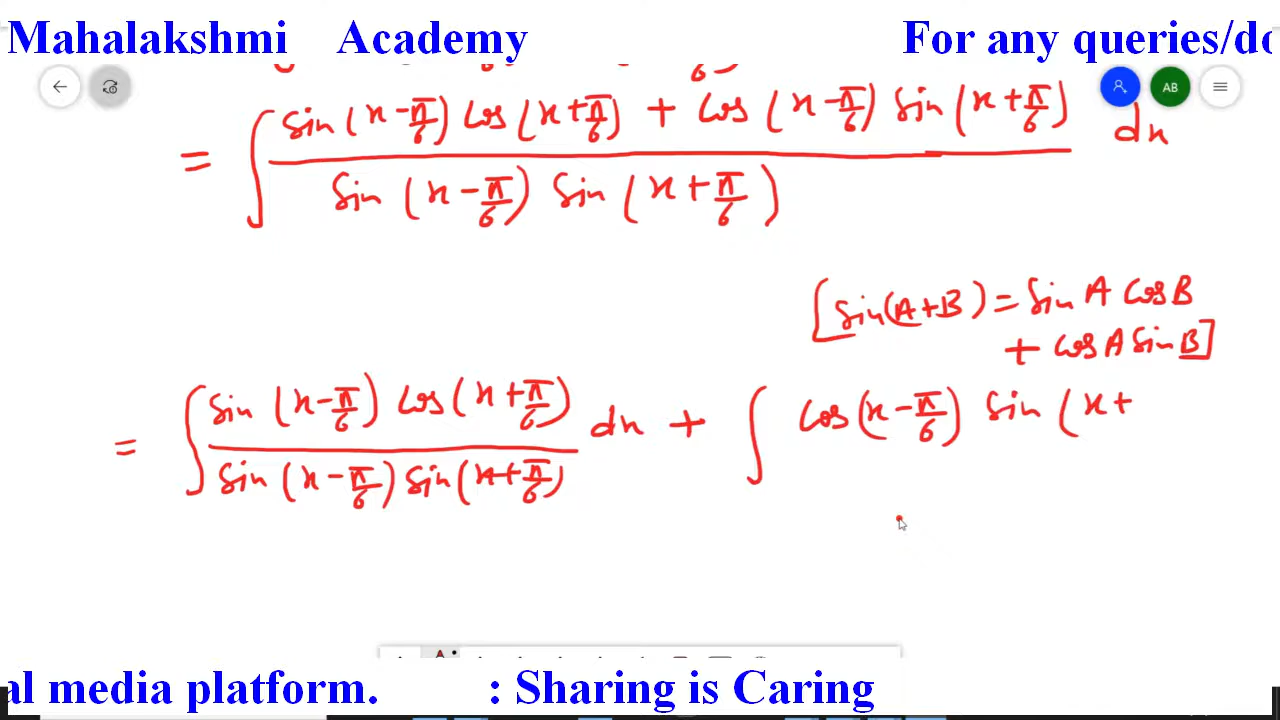 Mahalakshmi Academy For any queries/do
= ∫ sin(x-π/6) cos(x+π/6) + cos(x-π/6) sin(x+π/6) / sin(x-π/6) sin(x+π/6) dx
[sin(A+B) = sin A cos B
+ cos A sin B]
= ∫ sin(x-π/6) cos(x+π/6) / sin(x-π/6) sin(x+π/6) dx + ∫ cos(x-π/6) sin(x+
AB
al media platform. : Sharing is Caring